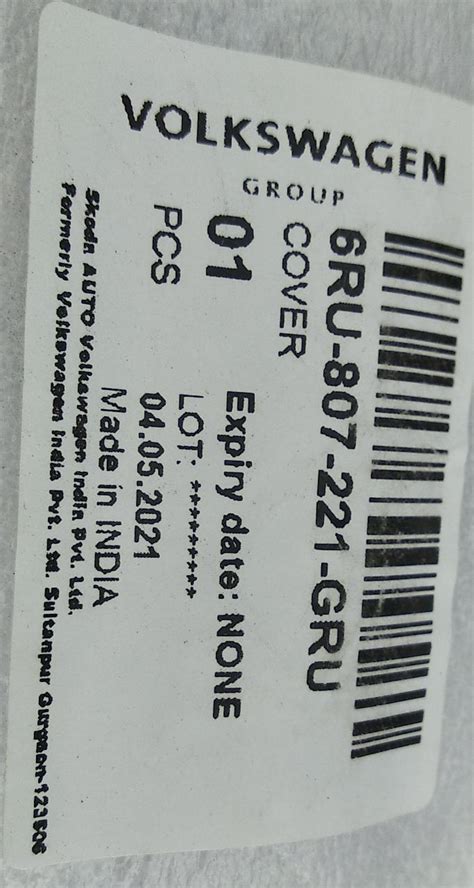 VOLKSWAGEN
GROUP
6RU-807-221-GRU
COVER
01
PCS
Expiry date: NONE
LOT: *********
04.05.2021
Made in INDIA
Skoda AUTO Volkswagen India Pvt. Ltd.
Formerly Volkswagen India Pvt. Ltd. Sultanpur Gurgaon-123506